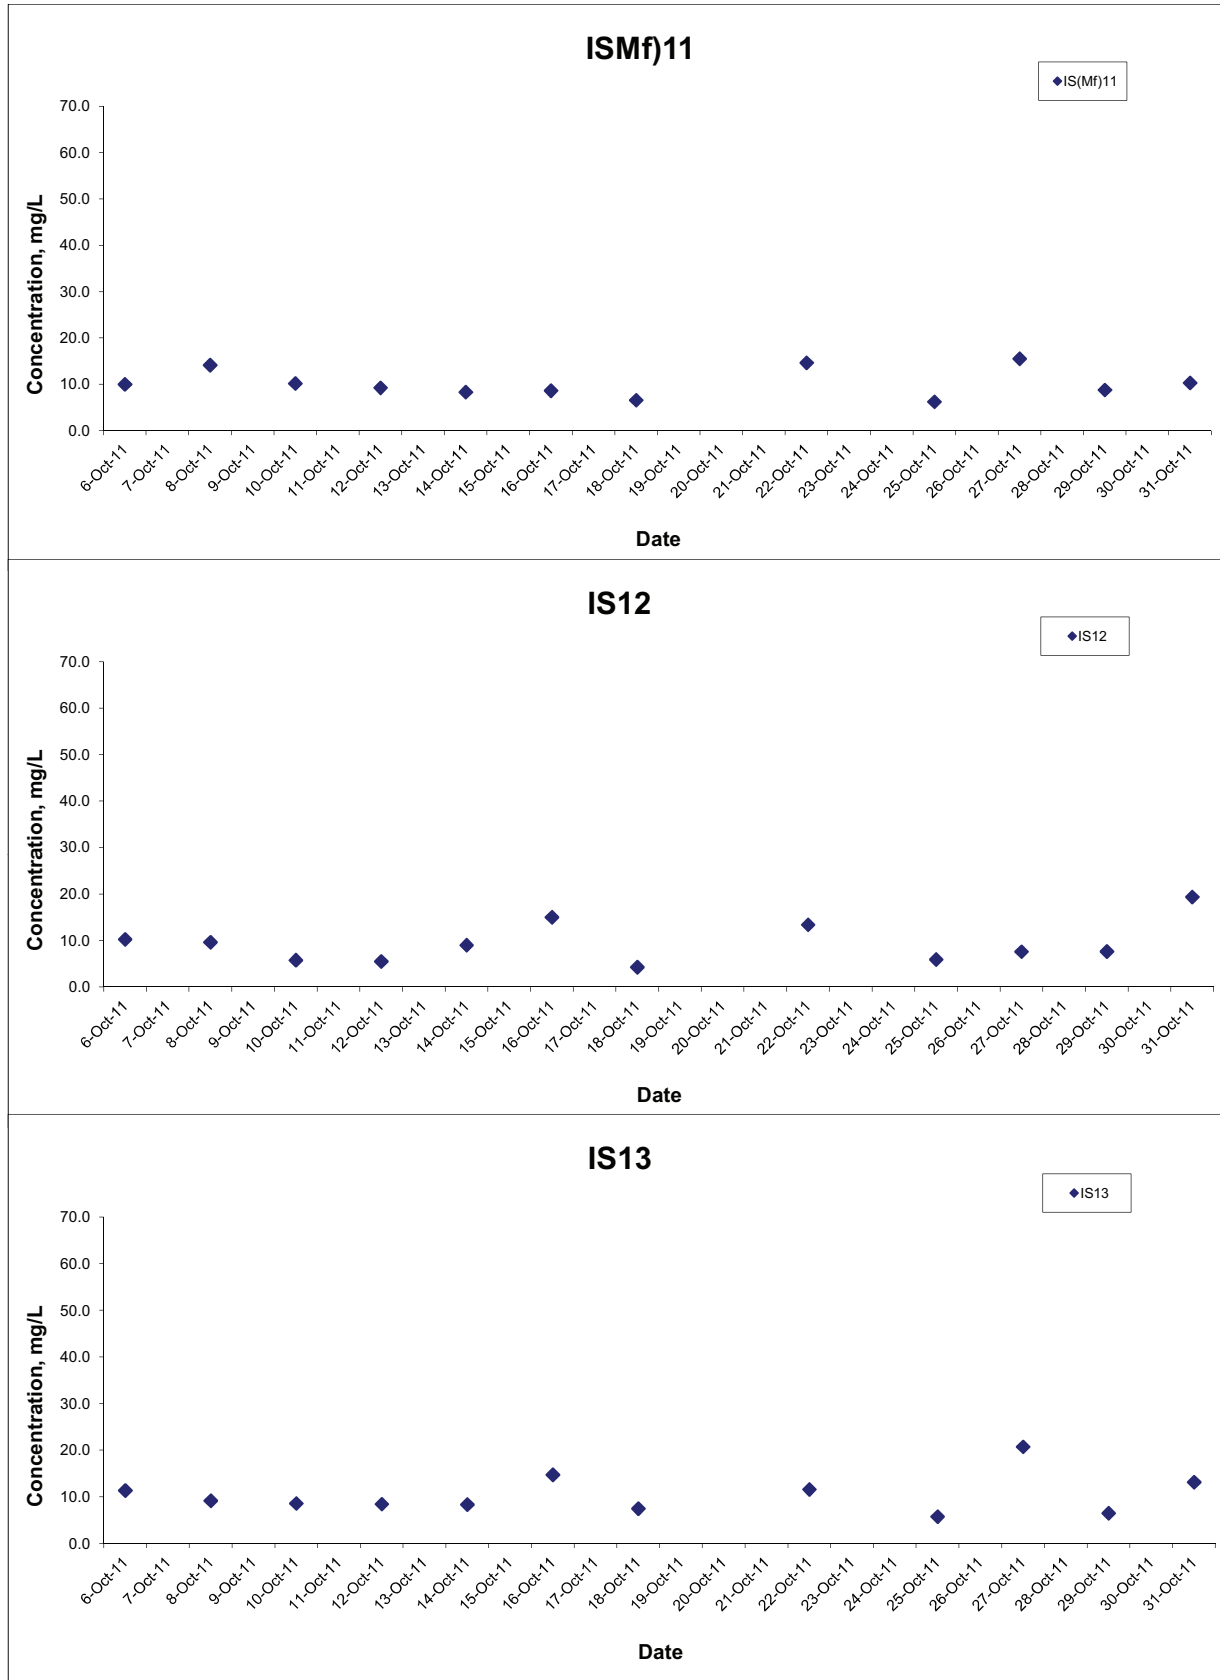 ISMf)11
IS(Mf)11
70.0
60.0
50.0
40.0
30.0
20.0
10.0
0.0
Concentration, mg/L
6-Oct-11
7-Oct-11
8-Oct-11
9-Oct-11
10-Oct-11
11-Oct-11
12-Oct-11
13-Oct-11
14-Oct-11
15-Oct-11
16-Oct-11
17-Oct-11
18-Oct-11
19-Oct-11
20-Oct-11
21-Oct-11
22-Oct-11
23-Oct-11
24-Oct-11
25-Oct-11
26-Oct-11
27-Oct-11
28-Oct-11
29-Oct-11
30-Oct-11
31-Oct-11
Date
IS12
IS12
70.0
60.0
50.0
40.0
30.0
20.0
10.0
0.0
Concentration, mg/L
6-Oct-11
7-Oct-11
8-Oct-11
9-Oct-11
10-Oct-11
11-Oct-11
12-Oct-11
13-Oct-11
14-Oct-11
15-Oct-11
16-Oct-11
17-Oct-11
18-Oct-11
19-Oct-11
20-Oct-11
21-Oct-11
22-Oct-11
23-Oct-11
24-Oct-11
25-Oct-11
26-Oct-11
27-Oct-11
28-Oct-11
29-Oct-11
30-Oct-11
31-Oct-11
Date
IS13
IS13
70.0
60.0
50.0
40.0
30.0
20.0
10.0
0.0
Concentration, mg/L
6-Oct-11
7-Oct-11
8-Oct-11
9-Oct-11
10-Oct-11
11-Oct-11
12-Oct-11
13-Oct-11
14-Oct-11
15-Oct-11
16-Oct-11
17-Oct-11
18-Oct-11
19-Oct-11
20-Oct-11
21-Oct-11
22-Oct-11
23-Oct-11
24-Oct-11
25-Oct-11
26-Oct-11
27-Oct-11
28-Oct-11
29-Oct-11
30-Oct-11
31-Oct-11
Date